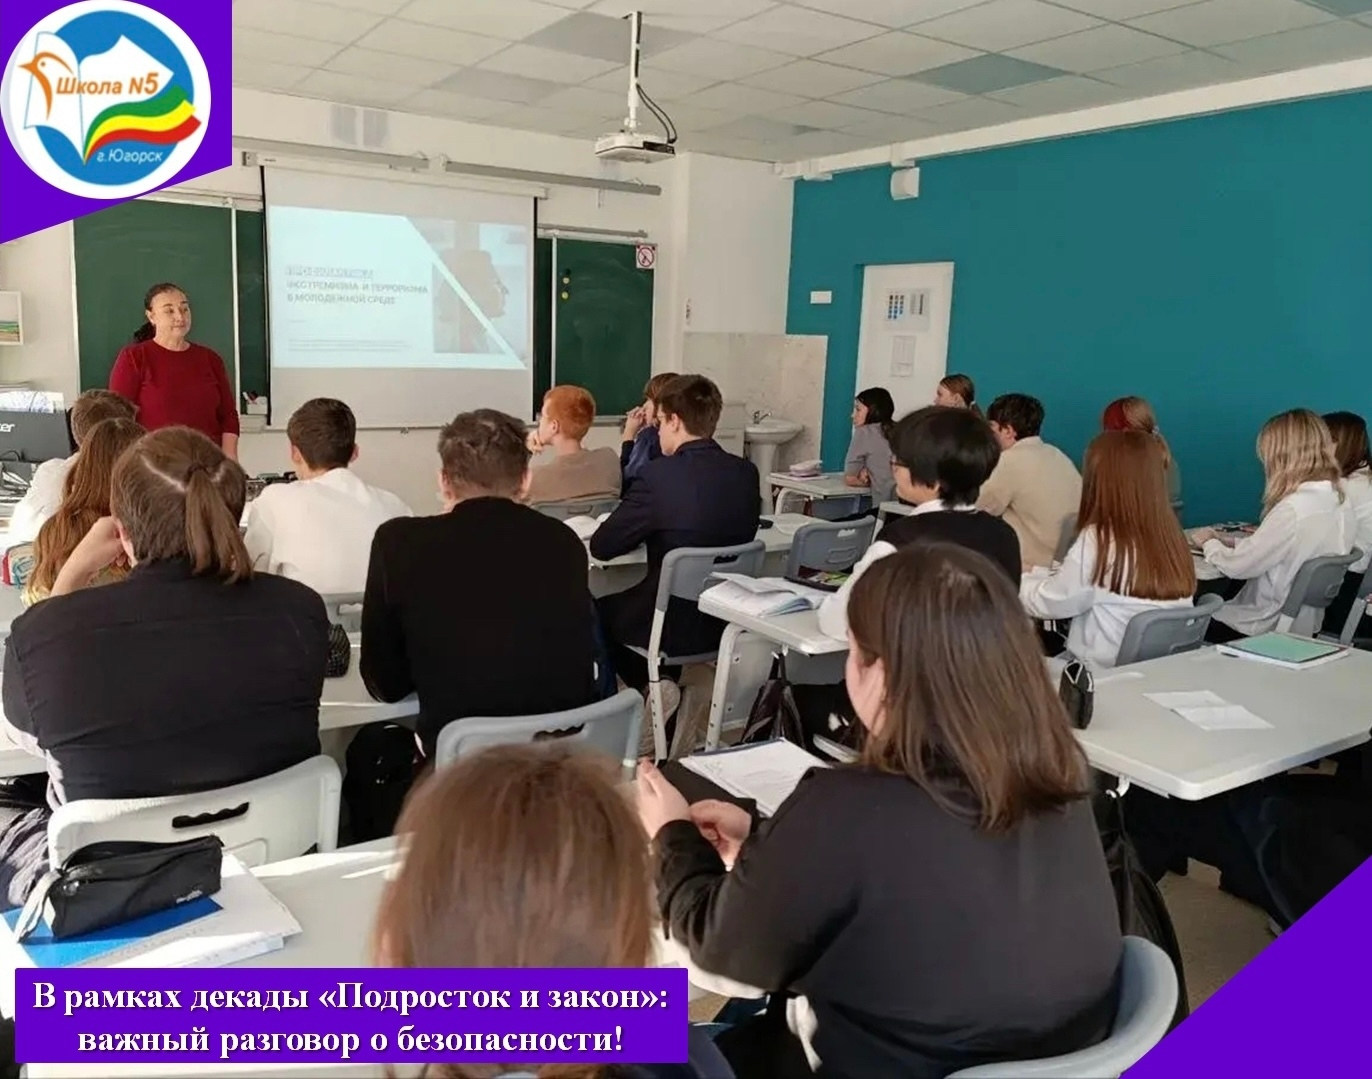 Школа N5
г.Югорск
ЭКСТРЕМИЗМА И ТЕРРОРИЗМА
В МОЛОДЕЖНОЙ СРЕДЕ
В рамках декады «Подросток и закон»:
важный разговор о безопасности!